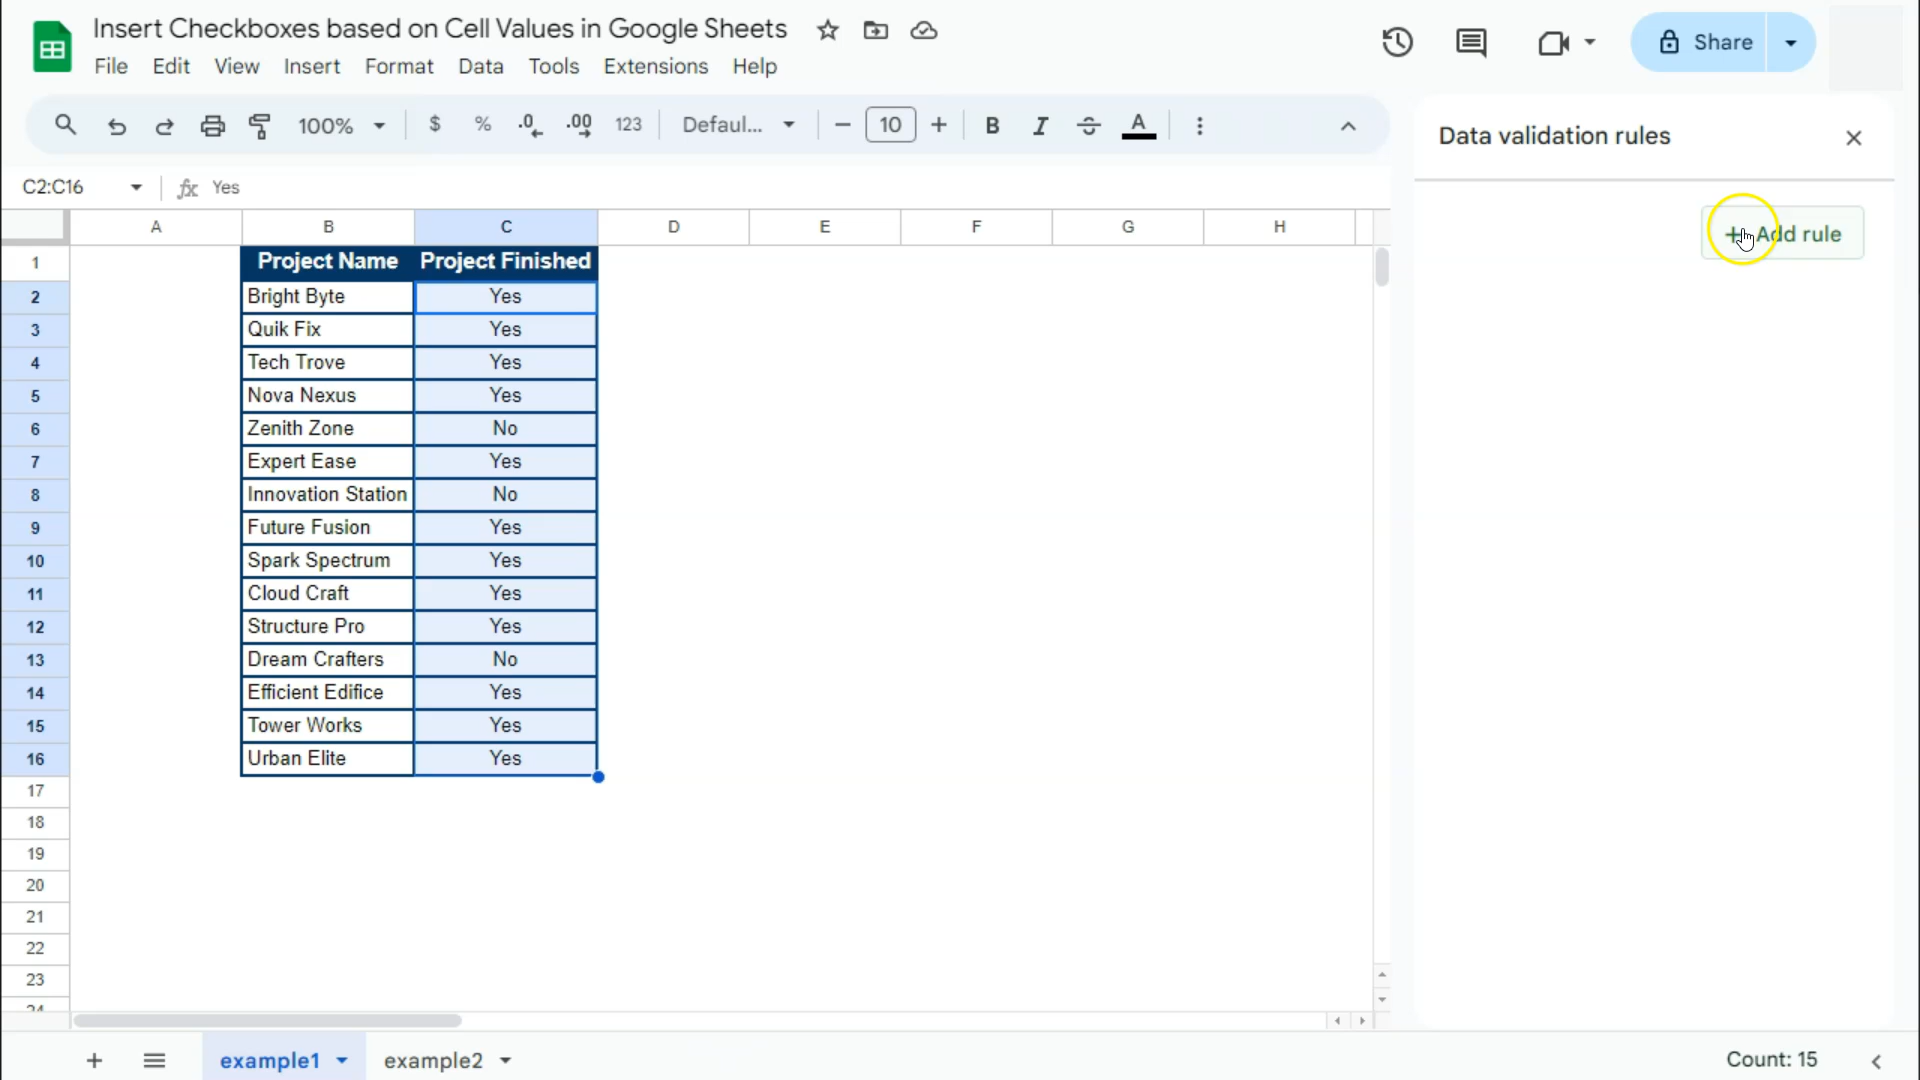 Insert Checkboxes based on Cell Values in Google Sheets
File Edit View Insert Format Data Tools Extensions Help
Share
100% $ % .0 .00 123 Defaul... − 10 + B I S A
Data validation rules
C2:C16 fx Yes
+ Add rule
A B C D E F G H
1 Project Name Project Finished
2 Bright Byte Yes
3 Quik Fix Yes
4 Tech Trove Yes
5 Nova Nexus Yes
6 Zenith Zone No
7 Expert Ease Yes
8 Innovation Station No
9 Future Fusion Yes
10 Spark Spectrum Yes
11 Cloud Craft Yes
12 Structure Pro Yes
13 Dream Crafters No
14 Efficient Edifice Yes
15 Tower Works Yes
16 Urban Elite Yes
17
18
19
20
21
22
23
24
+ example1 example2 Count: 15